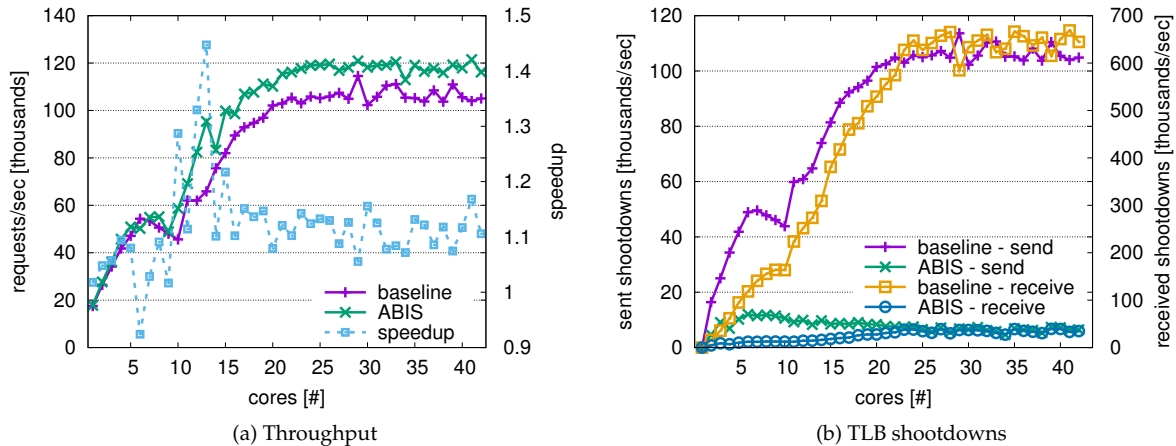 140
120
100
80
60
40
20
0
requests/sec [thousands]
1.5
1.4
1.3
1.2
1.1
1
0.9
speedup
baseline
ABIS
speedup
5 10 15 20 25 30 35 40
cores [#]
(a) Throughput
120
100
80
60
40
20
0
sent shootdowns [thousands/sec]
700
600
500
400
300
200
100
0
received shootdowns [thousands/sec]
baseline - send
ABIS - send
baseline - receive
ABIS - receive
5 10 15 20 25 30 35 40
cores [#]
(b) TLB shootdowns